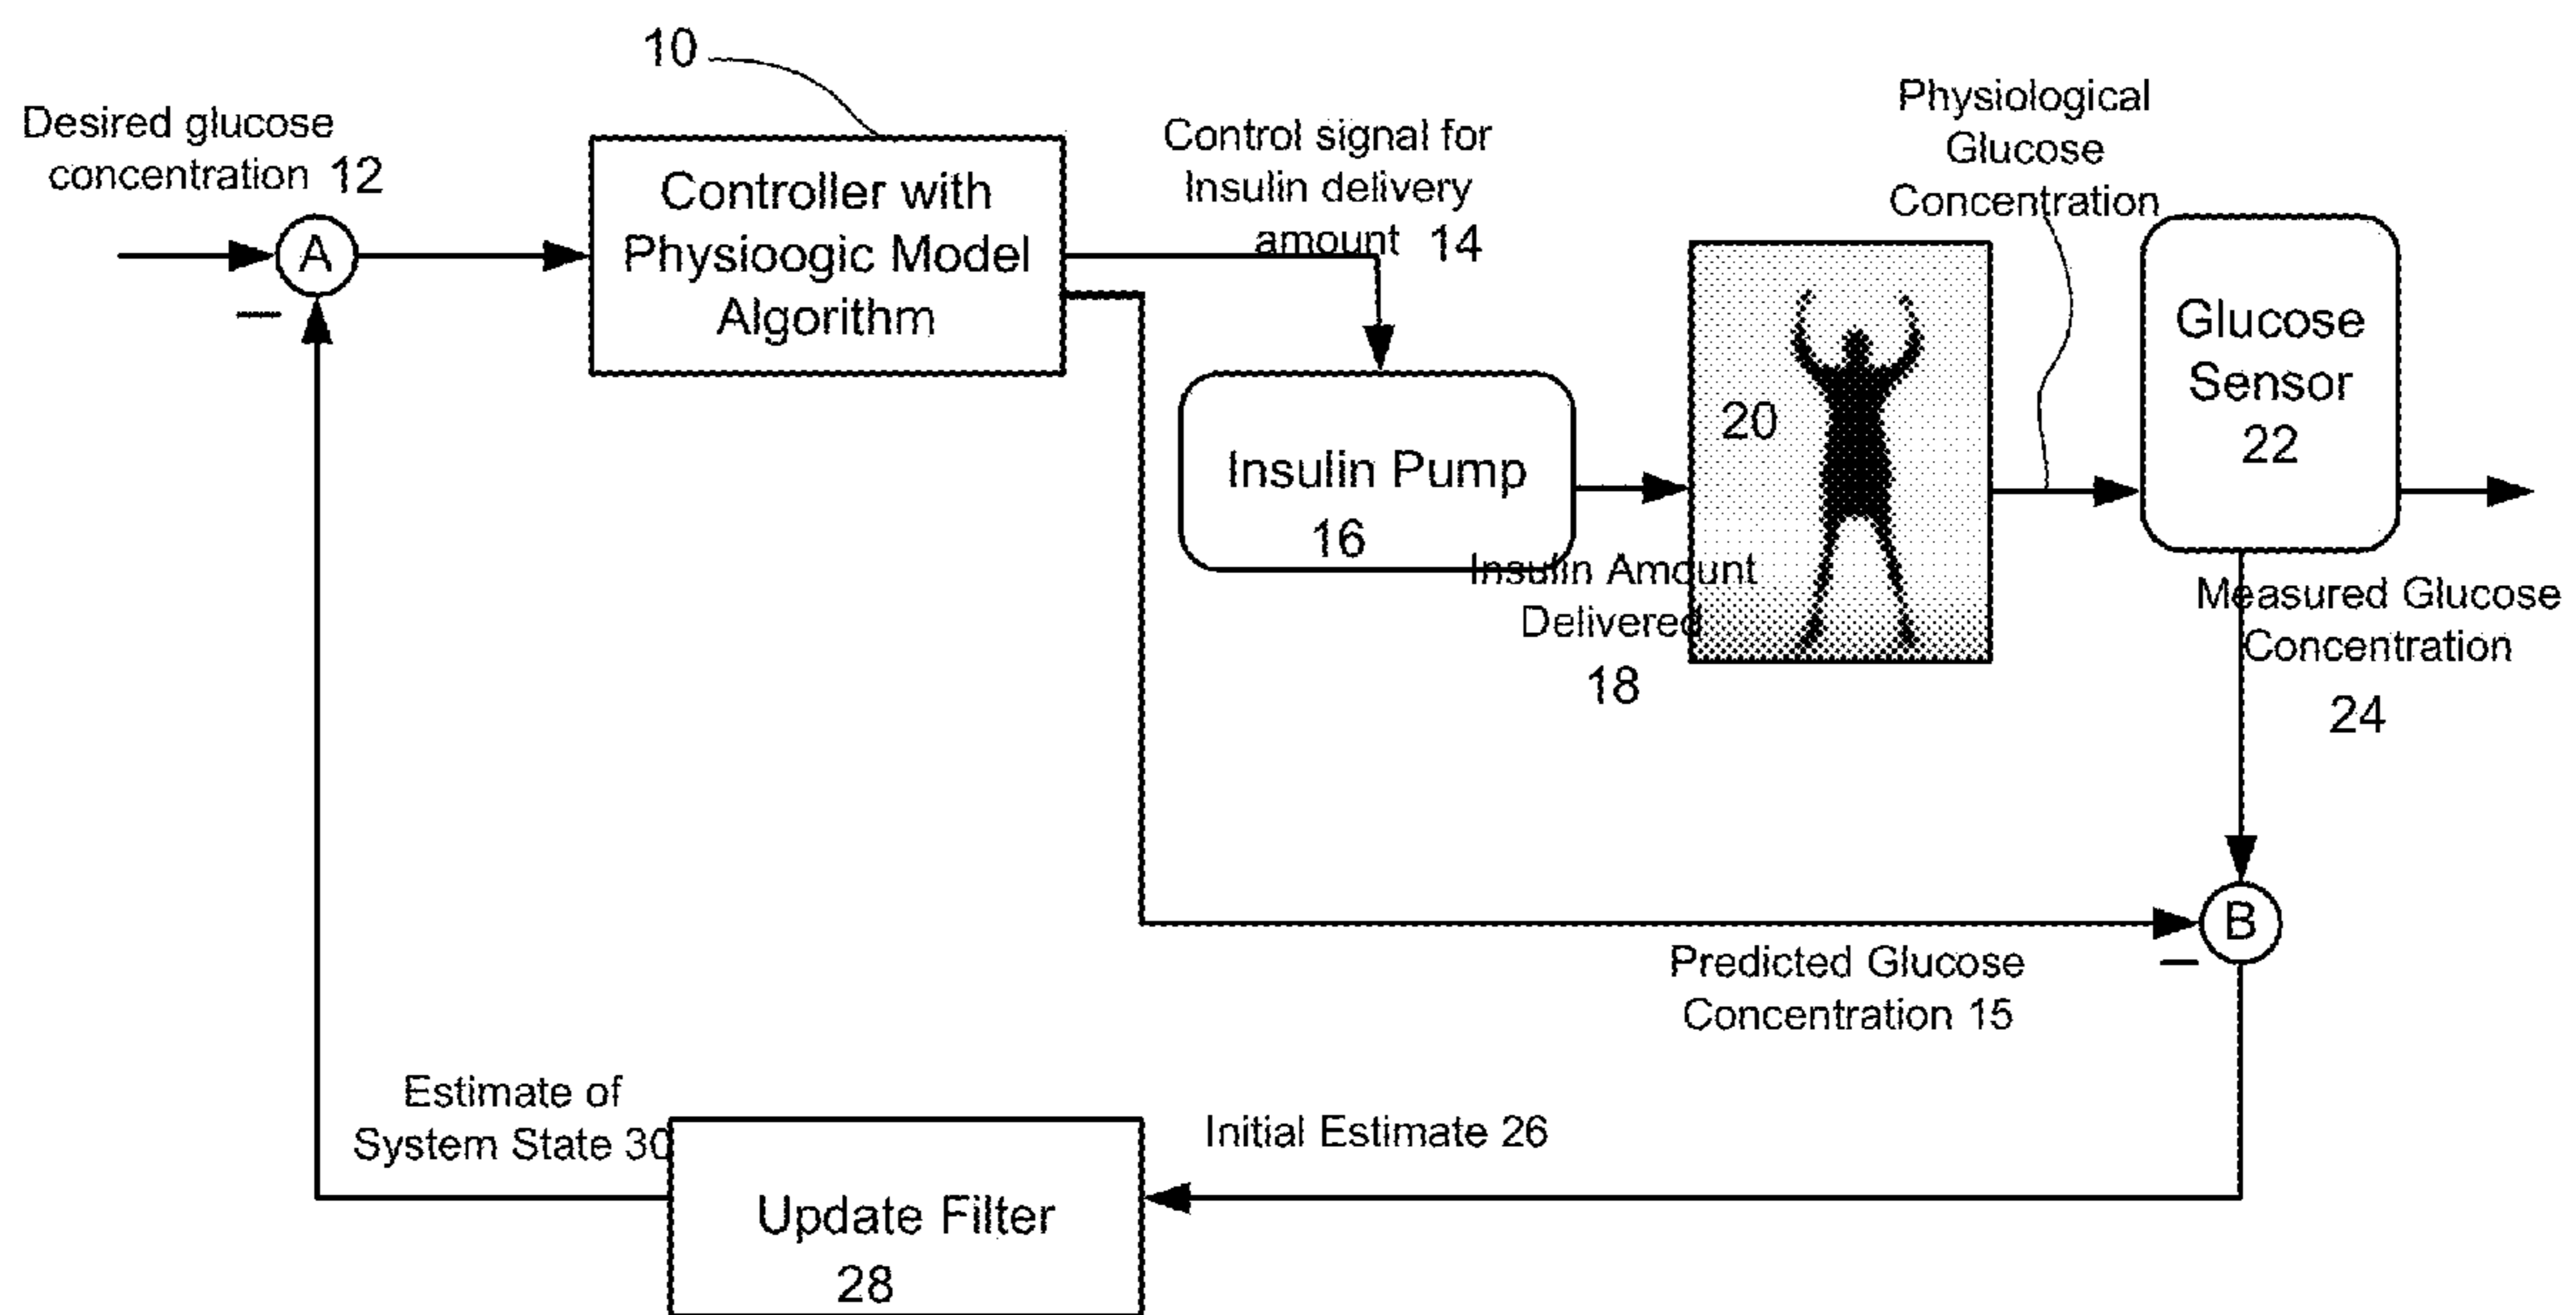 10
Desired glucose
concentration 12
A
Controller with
Physioogic Model
Algorithm
Control signal for
Insulin delivery
amount 14
Physiological
Glucose
Concentration
Glucose
Sensor
22
20
Insulin Pump
16
Insulin Amount
Delivered
18
Measured Glucose
Concentration
24
B
Predicted Glucose
Concentration 15
Estimate of
System State 30
Initial Estimate 26
Update Filter
28